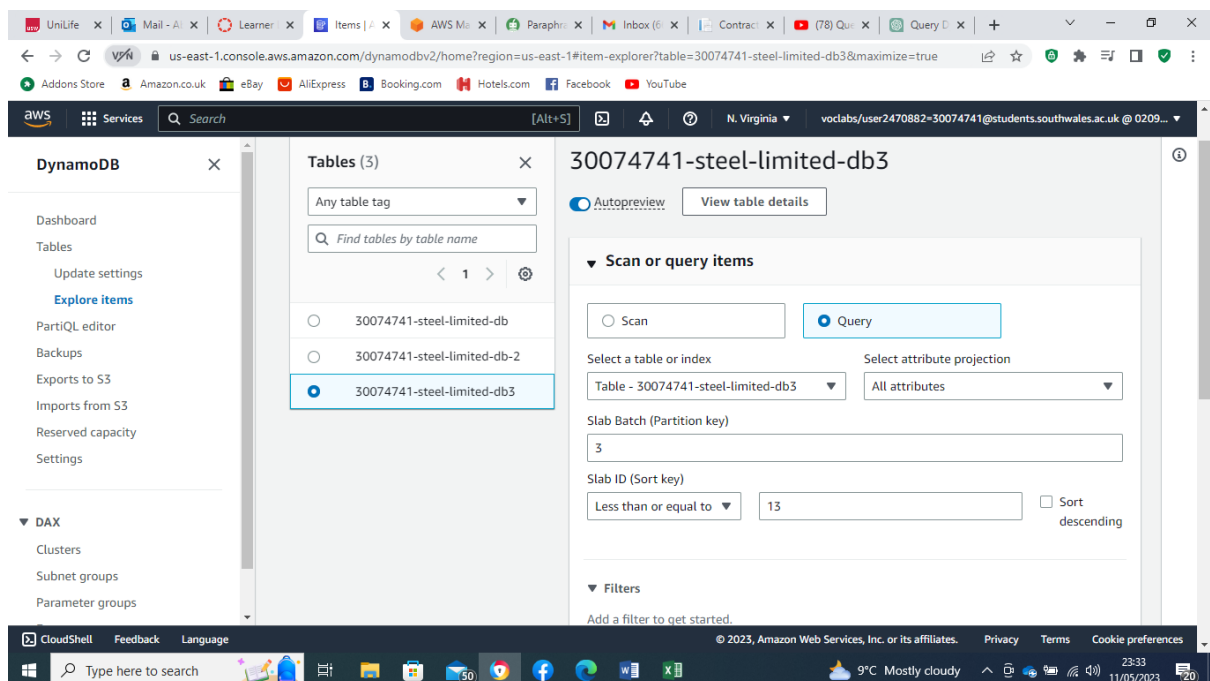 UniLife
Mail - Al
Learner
Items | A
AWS Ma
Paraphra
Inbox (6
Contract
(78) Que
Query D
VPN
us-east-1.console.aws.amazon.com/dynamodbv2/home?region=us-east-1#item-explorer?table=30074741-steel-limited-db3&maximize=true
Addons Store
Amazon.co.uk
eBay
AliExpress
B. Booking.com
Hotels.com
Facebook
YouTube
aws
Services
Search
[Alt+S]
N. Virginia
voclabs/user2470882=30074741@students.southwales.ac.uk @ 0209...
DynamoDB
Dashboard
Tables
Update settings
Explore items
PartiQL editor
Backups
Exports to S3
Imports from S3
Reserved capacity
Settings
DAX
Clusters
Subnet groups
Parameter groups
Tables (3)
Any table tag
Find tables by table name
1
30074741-steel-limited-db
30074741-steel-limited-db-2
30074741-steel-limited-db3
30074741-steel-limited-db3
Autopreview
View table details
Scan or query items
Scan
Query
Select a table or index
Select attribute projection
Table - 30074741-steel-limited-db3
All attributes
Slab Batch (Partition key)
3
Slab ID (Sort key)
Less than or equal to
13
Sort
descending
Filters
Add a filter to get started.
CloudShell
Feedback
Language
© 2023, Amazon Web Services, Inc. or its affiliates.
Privacy
Terms
Cookie preferences
Type here to search
50
9°C Mostly cloudy
23:33
11/05/2023
20